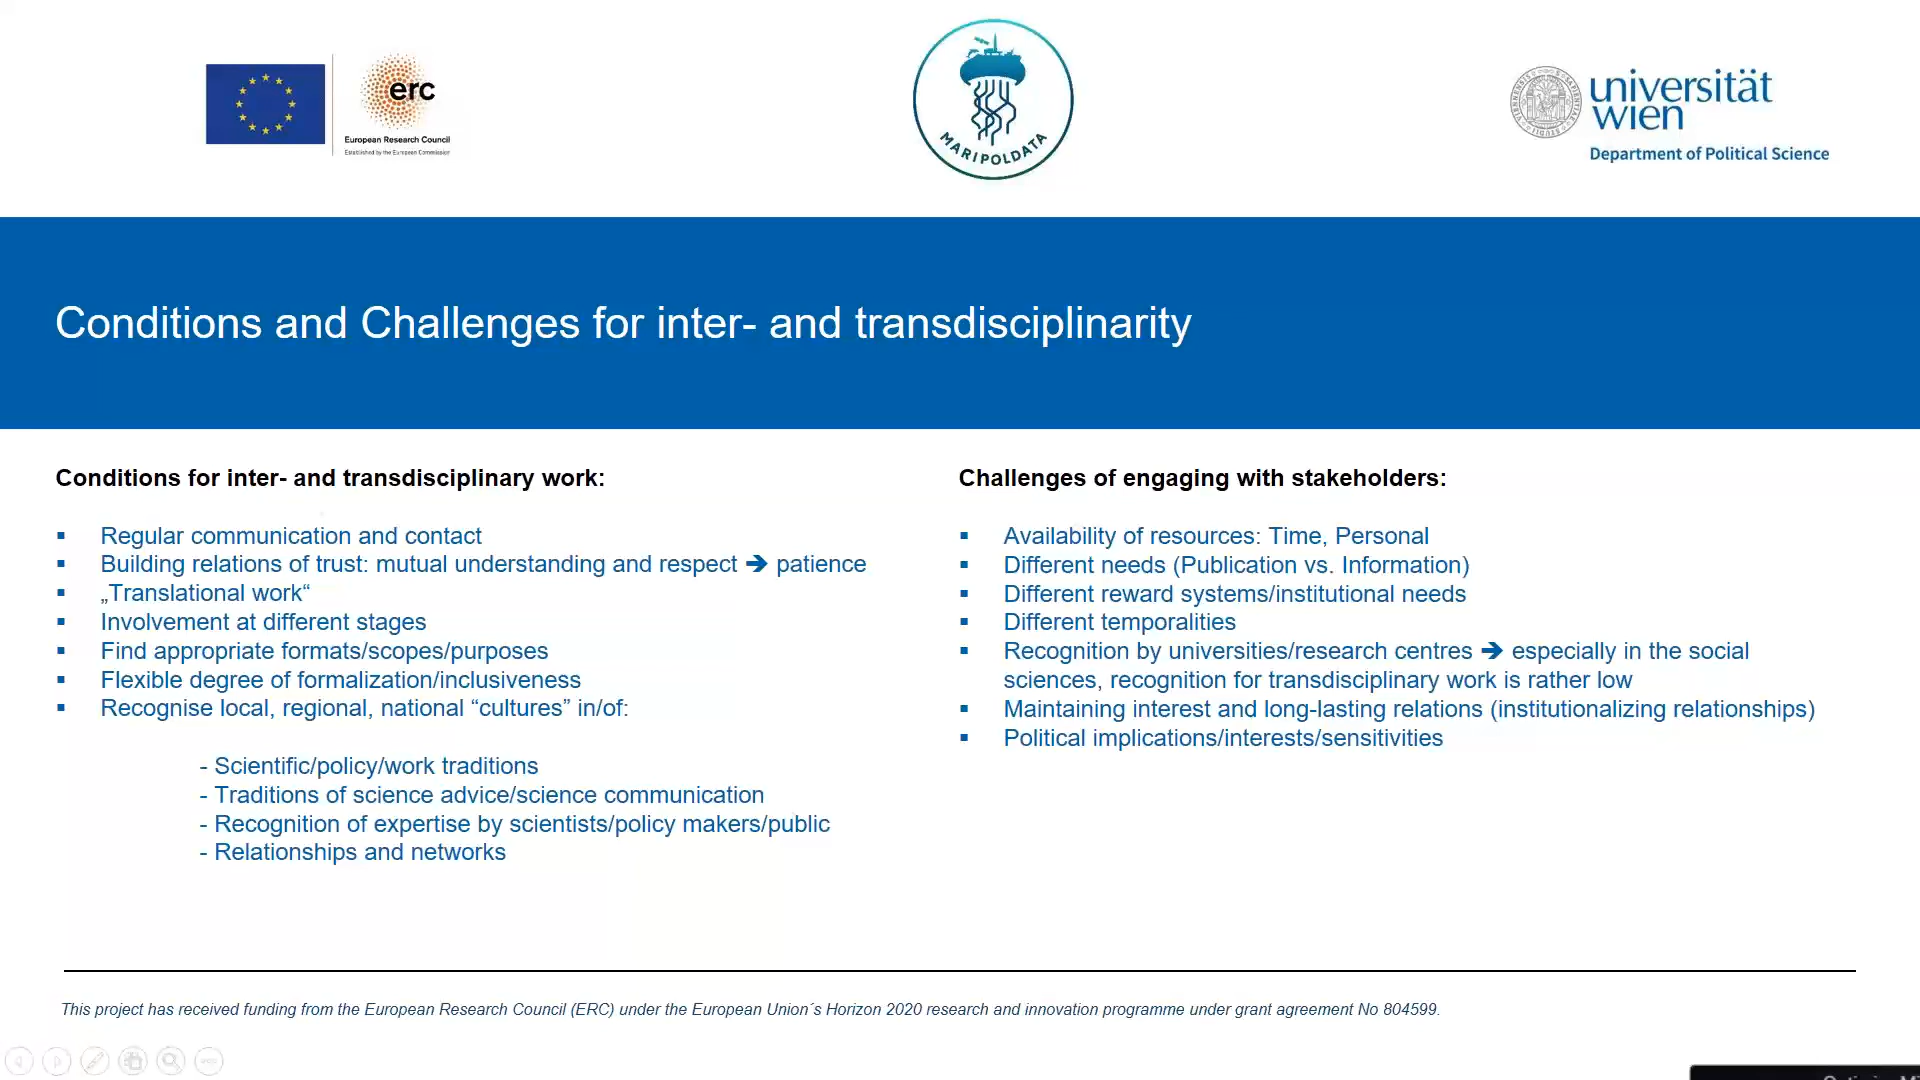 erc
European Research Council
Established by the European Commission
MARIPOLDATA
universität
wien
Department of Political Science
Conditions and Challenges for inter- and transdisciplinarity
Conditions for inter- and transdisciplinary work:
▪ Regular communication and contact
▪ Building relations of trust: mutual understanding and respect ➔ patience
▪ „Translational work“
▪ Involvement at different stages
▪ Find appropriate formats/scopes/purposes
▪ Flexible degree of formalization/inclusiveness
▪ Recognise local, regional, national “cultures” in/of:
- Scientific/policy/work traditions
- Traditions of science advice/science communication
- Recognition of expertise by scientists/policy makers/public
- Relationships and networks
Challenges of engaging with stakeholders:
▪ Availability of resources: Time, Personal
▪ Different needs (Publication vs. Information)
▪ Different reward systems/institutional needs
▪ Different temporalities
▪ Recognition by universities/research centres ➔ especially in the social
sciences, recognition for transdisciplinary work is rather low
▪ Maintaining interest and long-lasting relations (institutionalizing relationships)
▪ Political implications/interests/sensitivities
This project has received funding from the European Research Council (ERC) under the European Union´s Horizon 2020 research and innovation programme under grant agreement No 804599.